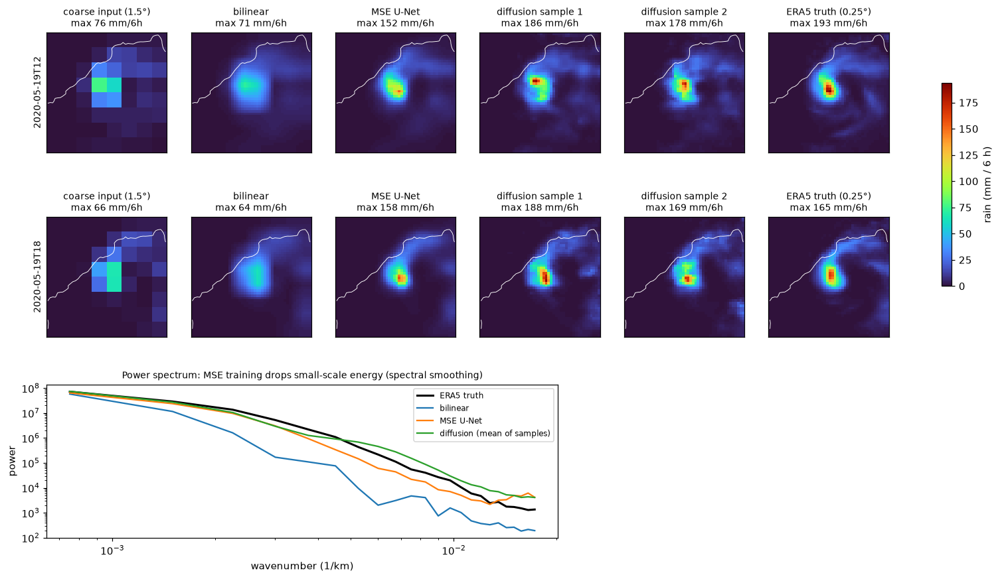 coarse input (1.5°)
max 76 mm/6h
bilinear
max 71 mm/6h
MSE U-Net
max 152 mm/6h
diffusion sample 1
max 186 mm/6h
diffusion sample 2
max 178 mm/6h
ERA5 truth (0.25°)
max 193 mm/6h
2020-05-19T12
coarse input (1.5°)
max 66 mm/6h
bilinear
max 64 mm/6h
MSE U-Net
max 158 mm/6h
diffusion sample 1
max 188 mm/6h
diffusion sample 2
max 169 mm/6h
ERA5 truth (0.25°)
max 165 mm/6h
2020-05-19T18
175
150
125
100
75
50
25
0
rain (mm / 6 h)
Power spectrum: MSE training drops small-scale energy (spectral smoothing)
ERA5 truth
bilinear
MSE U-Net
diffusion (mean of samples)
10⁸
10⁷
10⁶
10⁵
10⁴
10³
10²
power
10⁻³
10⁻²
wavenumber (1/km)